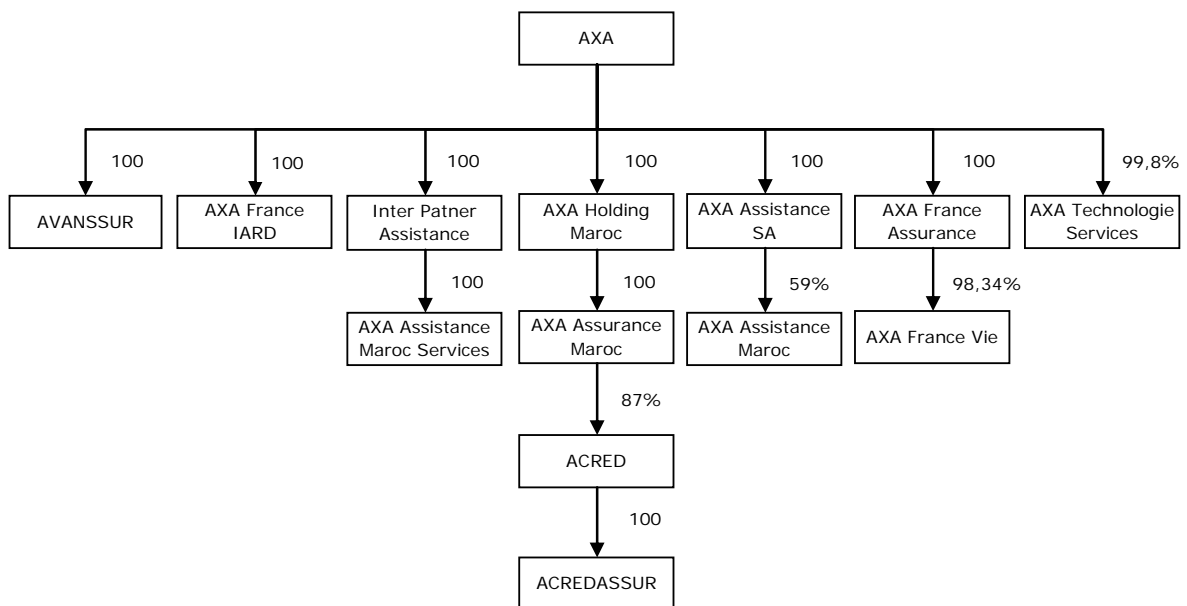 AXA
100
100
100
100
100
100
99,8%
AVANSSUR
AXA France
IARD
Inter Patner
Assistance
AXA Holding
Maroc
AXA Assistance
SA
AXA France
Assurance
AXA Technologie
Services
100
100
59%
98,34%
AXA Assistance
Maroc Services
AXA Assurance
Maroc
AXA Assistance
Maroc
AXA France Vie
87%
ACRED
100
ACREDASSUR